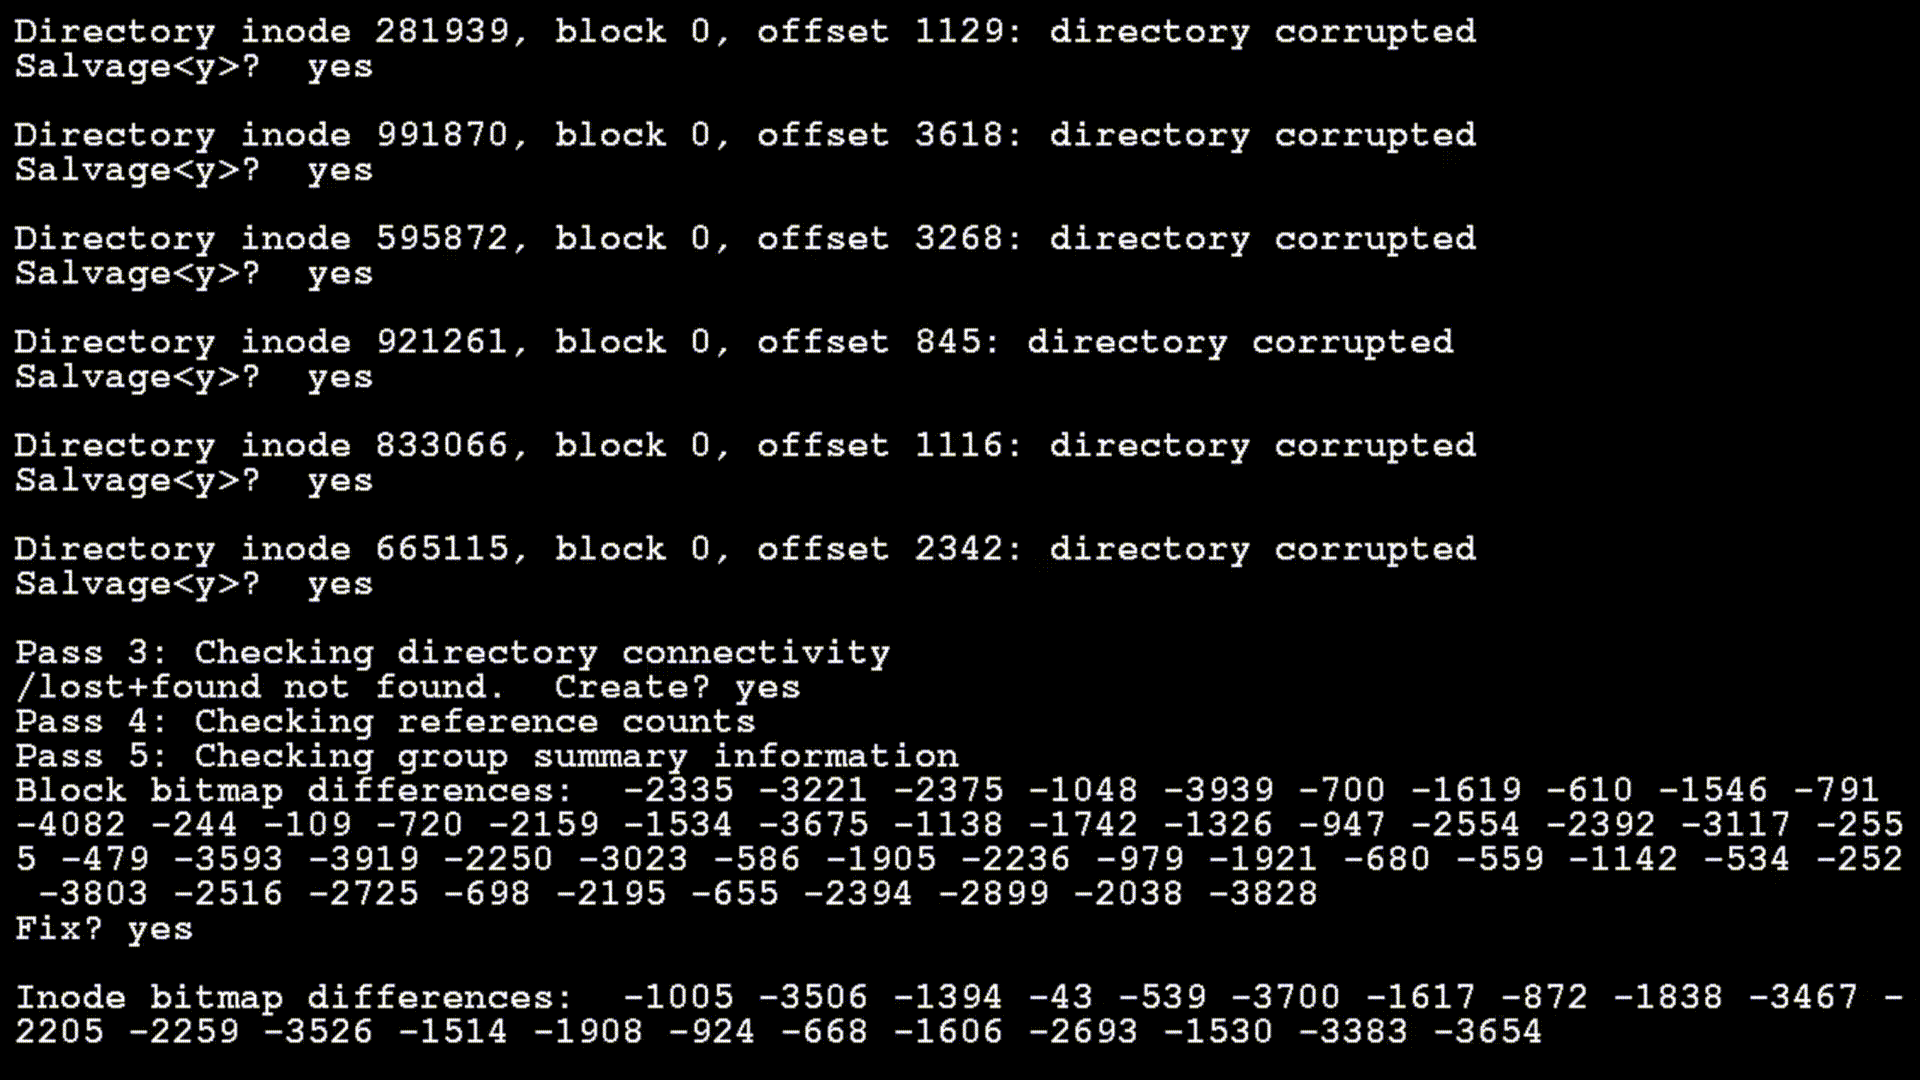 Directory inode 281939, block 0, offset 1129: directory corrupted
Salvage<y>?  yes
Directory inode 991870, block 0, offset 3618: directory corrupted
Salvage<y>?  yes
Directory inode 595872, block 0, offset 3268: directory corrupted
Salvage<y>?  yes
Directory inode 921261, block 0, offset 845: directory corrupted
Salvage<y>?  yes
Directory inode 833066, block 0, offset 1116: directory corrupted
Salvage<y>?  yes
Directory inode 665115, block 0, offset 2342: directory corrupted
Salvage<y>?  yes
Pass 3: Checking directory connectivity
/lost+found not found.  Create? yes
Pass 4: Checking reference counts
Pass 5: Checking group summary information
Block bitmap differences:  -2335 -3221 -2375 -1048 -3939 -700 -1619 -610 -1546 -791
-4082 -244 -109 -720 -2159 -1534 -3675 -1138 -1742 -1326 -947 -2554 -2392 -3117 -255
5 -479 -3593 -3919 -2250 -3023 -586 -1905 -2236 -979 -1921 -680 -559 -1142 -534 -252
 -3803 -2516 -2725 -698 -2195 -655 -2394 -2899 -2038 -3828
Fix? yes
Inode bitmap differences:  -1005 -3506 -1394 -43 -539 -3700 -1617 -872 -1838 -3467 -
2205 -2259 -3526 -1514 -1908 -924 -668 -1606 -2693 -1530 -3383 -3654